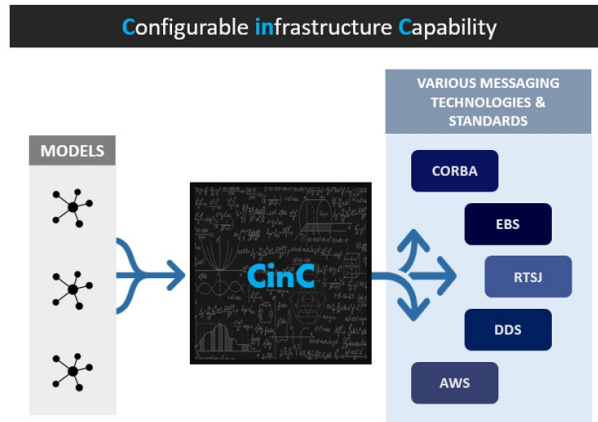 Configurable infrastructure Capability
VARIOUS MESSAGING
TECHNOLOGIES &
STANDARDS
MODELS
CORBA
EBS
CinC
RTSJ
DDS
AWS